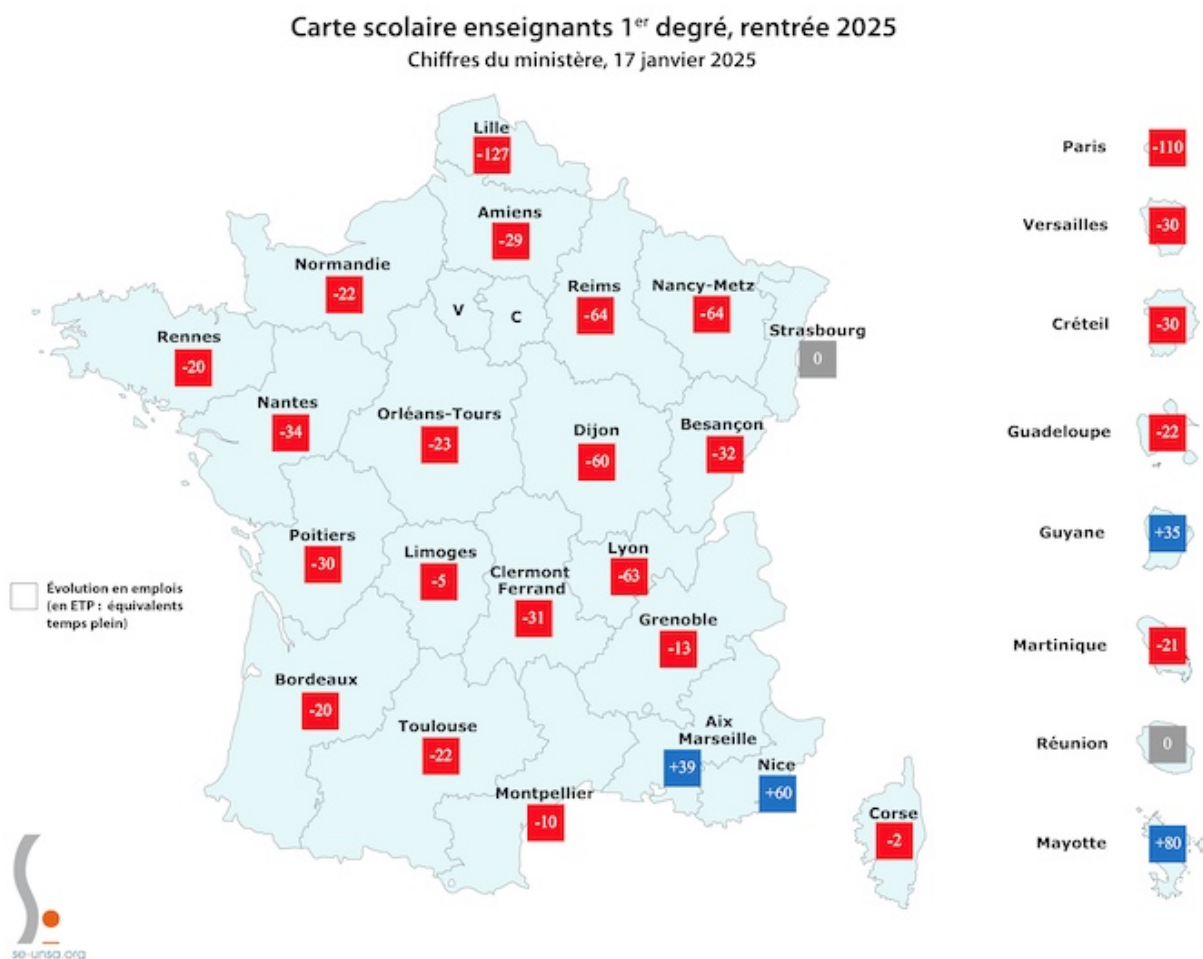 Carte scolaire enseignants 1er degré, rentrée 2025
Chiffres du ministère, 17 janvier 2025
Lille
-127
Amiens
-29
Normandie
-22
V
C
Reims
-64
Nancy-Metz
-64
Strasbourg
0
Rennes
-20
Nantes
-34
Orléans-Tours
-23
Dijon
-60
Besançon
-32
Poitiers
-30
Limoges
-5
Clermont
Ferrand
-31
Lyon
-63
Grenoble
-13
Bordeaux
-20
Toulouse
-22
Montpellier
-10
Aix
Marseille
+39
Nice
+60
Corse
-2
Paris
-110
Versailles
-30
Créteil
-30
Guadeloupe
-22
Guyane
+35
Martinique
-21
Réunion
0
Mayotte
+80
Évolution en emplois
(en ETP : équivalents
temps plein)
se-unsa.org